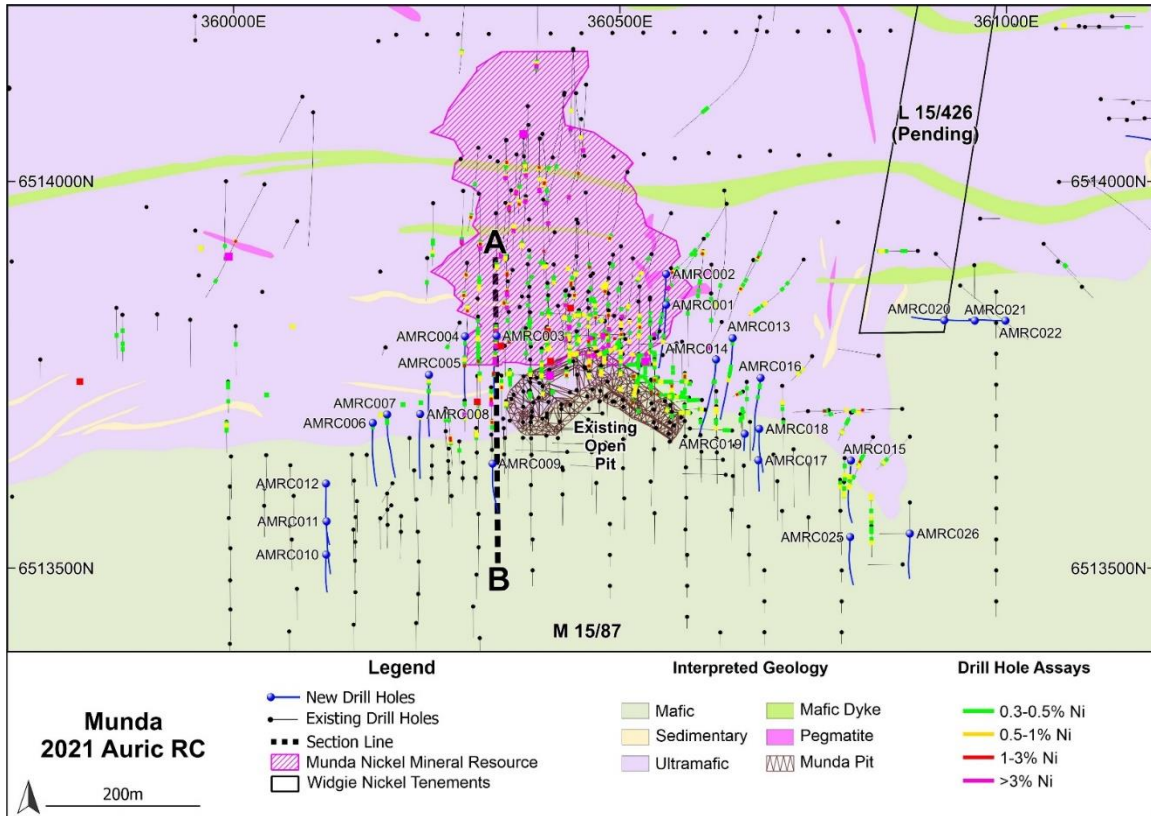 360000E
360500E
361000E
L 15/426
(Pending)
6514000N
6514000N
A
AMRC002
AMRC001
AMRC020
AMRC021
AMRC022
AMRC004
AMRC003
AMRC013
AMRC014
AMRC005
AMRC016
AMRC007
AMRC008
AMRC006
Existing
Open
Pit
AMRC018
AMRC019
AMRC009
AMRC017
AMRC015
AMRC012
AMRC011
AMRC010
AMRC025
AMRC026
6513500N
B
6513500N
M 15/87
Munda
2021 Auric RC
200m
Legend
New Drill Holes
Existing Drill Holes
Section Line
Munda Nickel Mineral Resource
Widgie Nickel Tenements
Interpreted Geology
Mafic
Sedimentary
Ultramafic
Mafic Dyke
Pegmatite
Munda Pit
Drill Hole Assays
0.3-0.5% Ni
0.5-1% Ni
1-3% Ni
>3% Ni